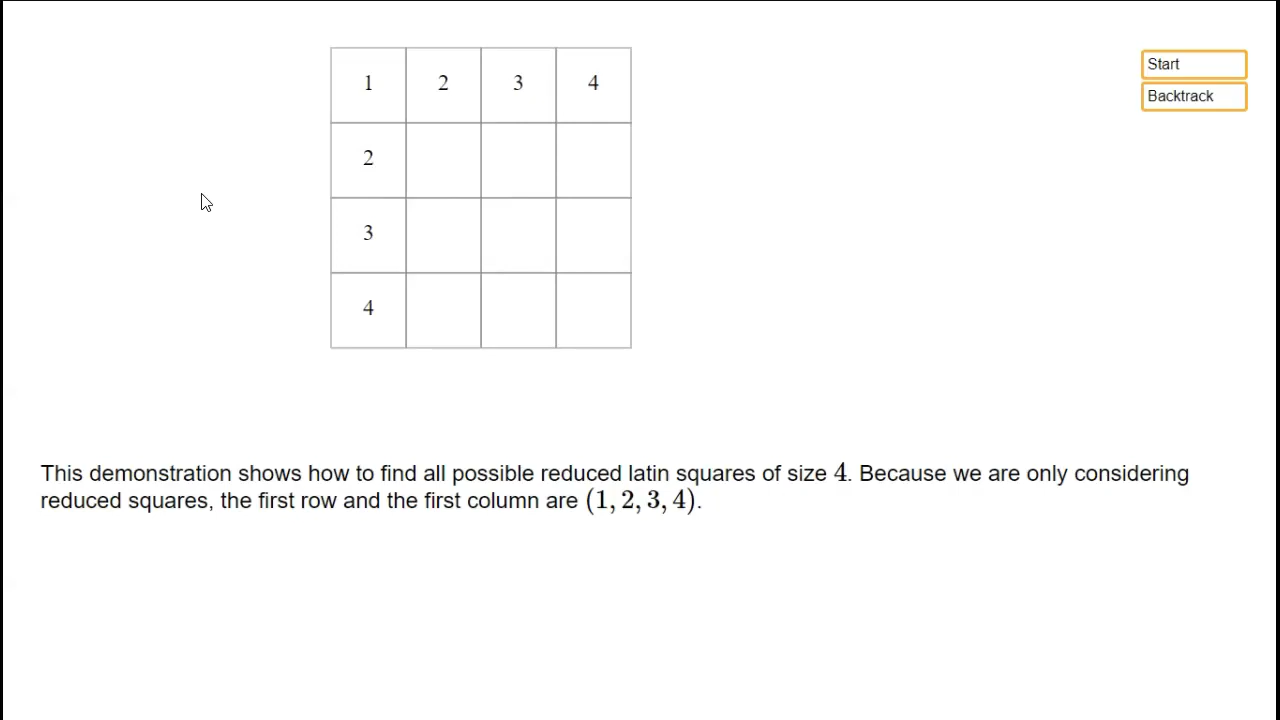 1 2 3 4
2
3
4
Start
Backtrack
This demonstration shows how to find all possible reduced latin squares of size 4. Because we are only considering
reduced squares, the first row and the first column are (1, 2, 3, 4).